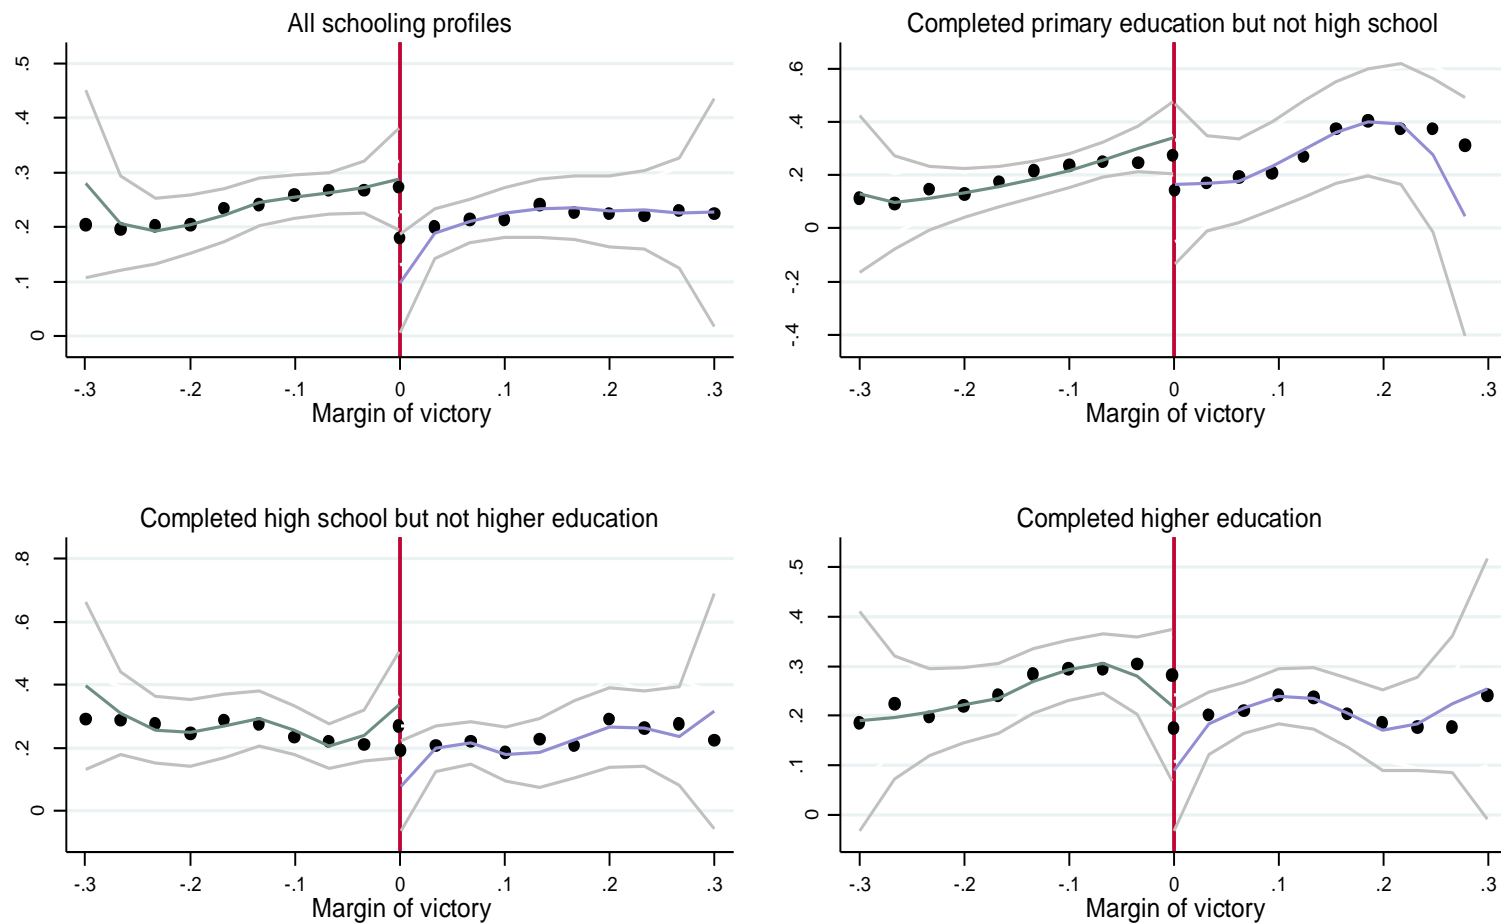 All schooling profiles
.5
.4
.3
.2
.1
0
-.3 -.2 -.1 0 .1 .2 .3
Margin of victory
Completed primary education but not high school
.6
.4
.2
0
-.2
-.4
-.3 -.2 -.1 0 .1 .2 .3
Margin of victory
Completed high school but not higher education
.8
.6
.4
.2
0
-.3 -.2 -.1 0 .1 .2 .3
Margin of victory
Completed higher education
.5
.4
.3
.2
.1
0
-.3 -.2 -.1 0 .1 .2 .3
Margin of victory